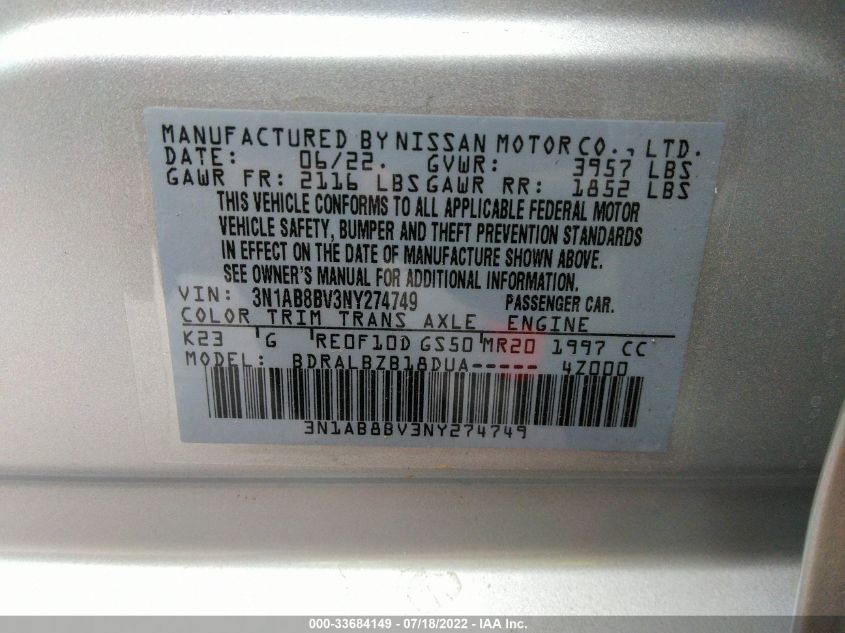 MANUFACTURED BY NISSAN MOTOR CO., LTD.
DATE: 06/22. GVWR: 3957 LBS
GAWR FR: 2116 LBS GAWR RR: 1852 LBS
THIS VEHICLE CONFORMS TO ALL APPLICABLE FEDERAL MOTOR
VEHICLE SAFETY, BUMPER AND THEFT PREVENTION STANDARDS
IN EFFECT ON THE DATE OF MANUFACTURE SHOWN ABOVE.
SEE OWNER'S MANUAL FOR ADDITIONAL INFORMATION.
VIN: 3N1AB8BV3NY274749 PASSENGER CAR.
COLOR TRIM TRANS AXLE ENGINE
K23 G RE0F10D GS50 MR20 1997 CC
MODEL: BDRALBZB18DUA----- 4Z000
3N1AB8BV3NY274749
000-33684149 - 07/18/2022 - IAA, Inc.